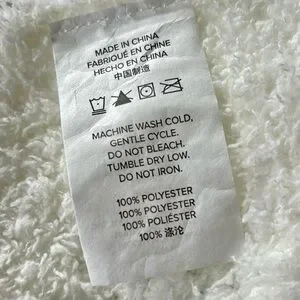 MADE IN CHINA
FABRIQUÉ EN CHINE
HECHO EN CHINA
中国制造
MACHINE WASH COLD,
GENTLE CYCLE.
DO NOT BLEACH.
TUMBLE DRY LOW.
DO NOT IRON.
100% POLYESTER
100% POLYESTER
100% POLIÉSTER
100% 涤沦